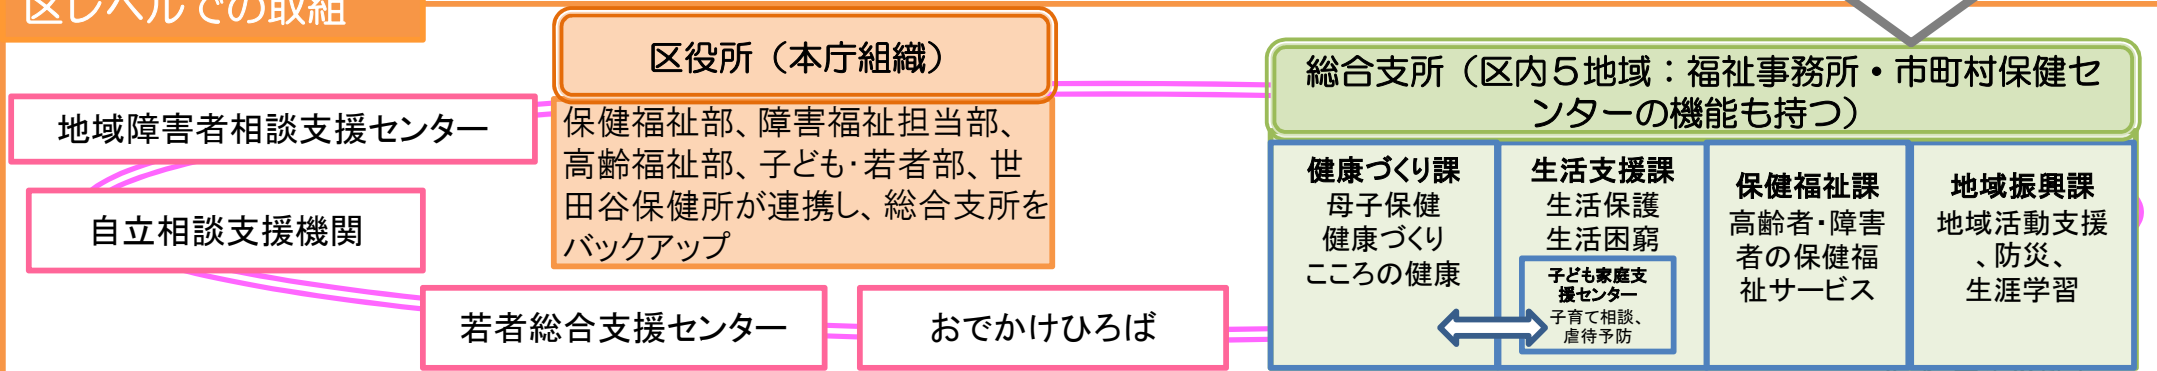 区レベルでの取組
区役所（本庁組織）
保健福祉部、障害福祉担当部、
高齢福祉部、子ども・若者部、世
田谷保健所が連携し、総合支所を
バックアップ
地域障害者相談支援センター
自立相談支援機関
若者総合支援センター
おでかけひろば
総合支所（区内５地域：福祉事務所・市町村保健セ
ンターの機能も持つ）
健康づくり課
母子保健
健康づくり
こころの健康
生活支援課
生活保護
生活困窮
子ども家庭支
援センター
子育て相談、
虐待予防
保健福祉課
高齢者・障害
者の保健福
祉サービス
地域振興課
地域活動支援
、防災、
生涯学習